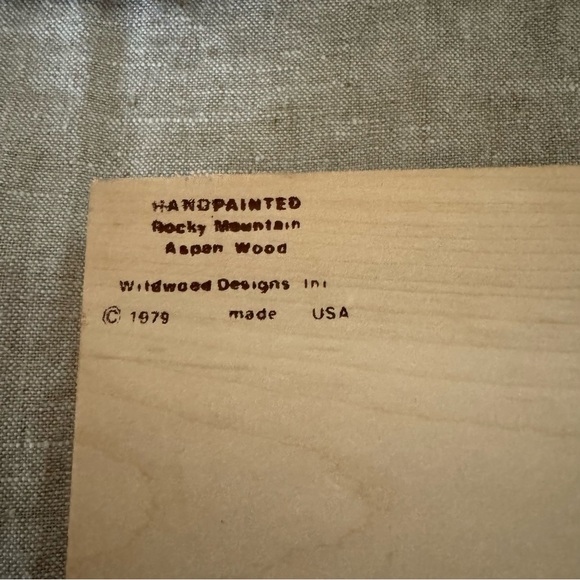 HANDPAINTED
Rocky Mountain
Aspen Wood
Wildwood Designs Inc
© 1979 made USA